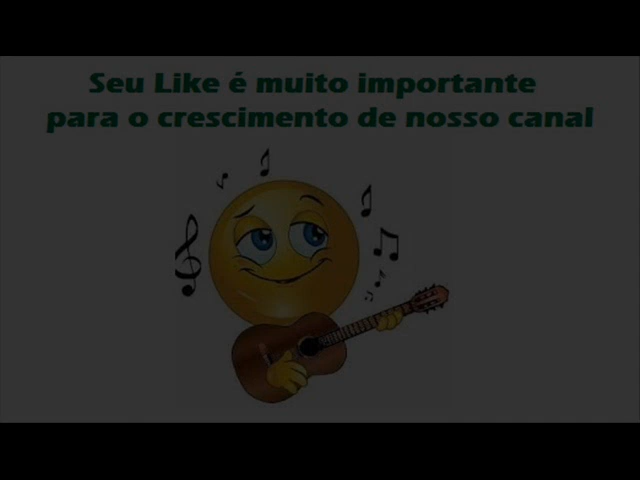 Seu Like é muito importante
para o crescimento de nosso canal